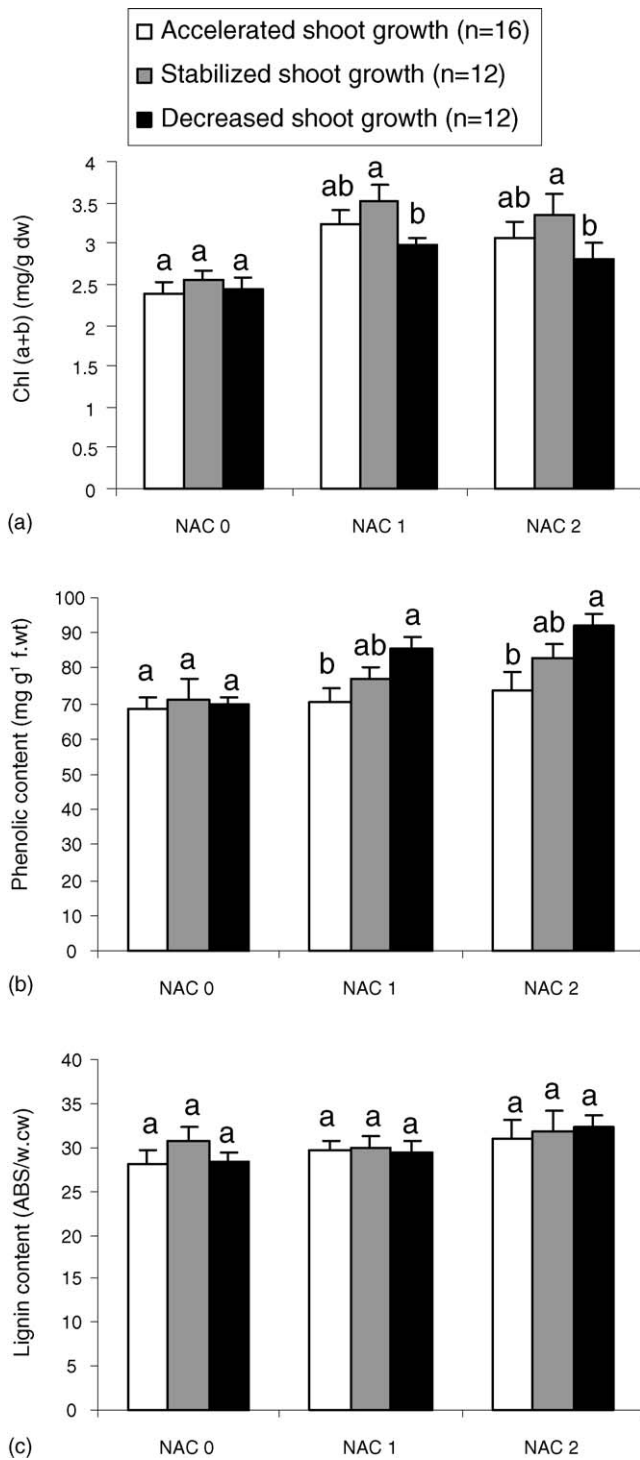 Accelerated shoot growth (n=16)
Stabilized shoot growth (n=12)
Decreased shoot growth (n=12)
Chl (a+b) (mg/g dw)
4
3.5
3
2.5
2
1.5
1
0.5
0
a a a
ab a b
ab a b
(a)
NAC 0 NAC 1 NAC 2
Phenolic content (mg g¹ f.wt)
100
90
80
70
60
50
40
30
20
10
0
a a a
b ab a
b ab a
(b)
NAC 0 NAC 1 NAC 2
Lignin content (ABS/w.cw)
40
35
30
25
20
15
10
5
0
a a a
a a a
a a a
(c)
NAC 0 NAC 1 NAC 2